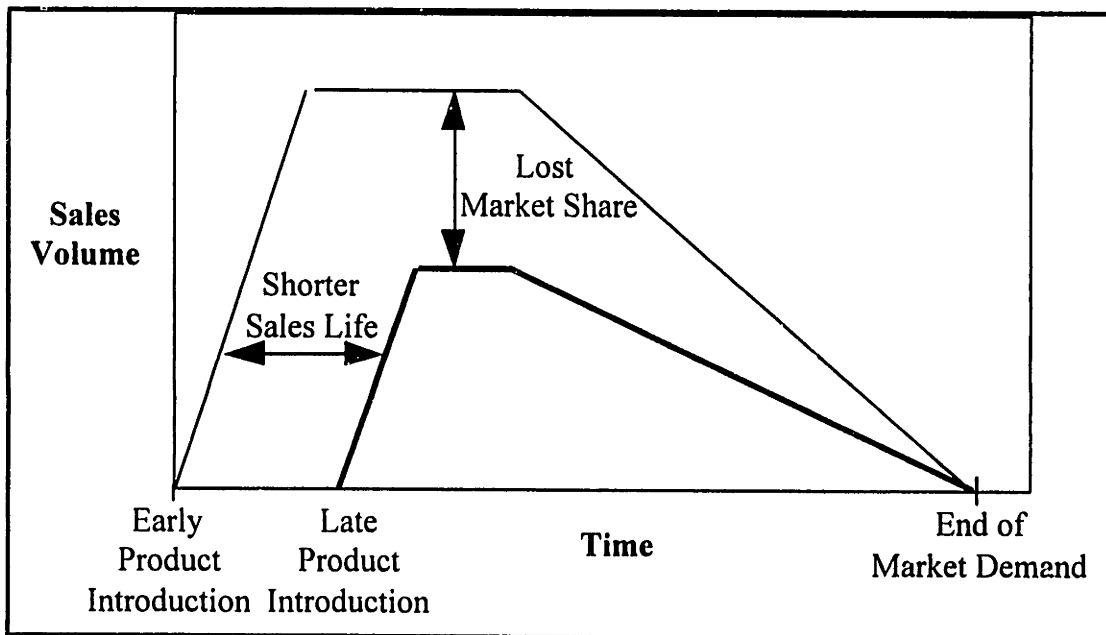 Lost
Market Share
Sales
Volume
Shorter
Sales Life
Early
Product
Introduction
Late
Product
Introduction
Time
End of
Market Demand